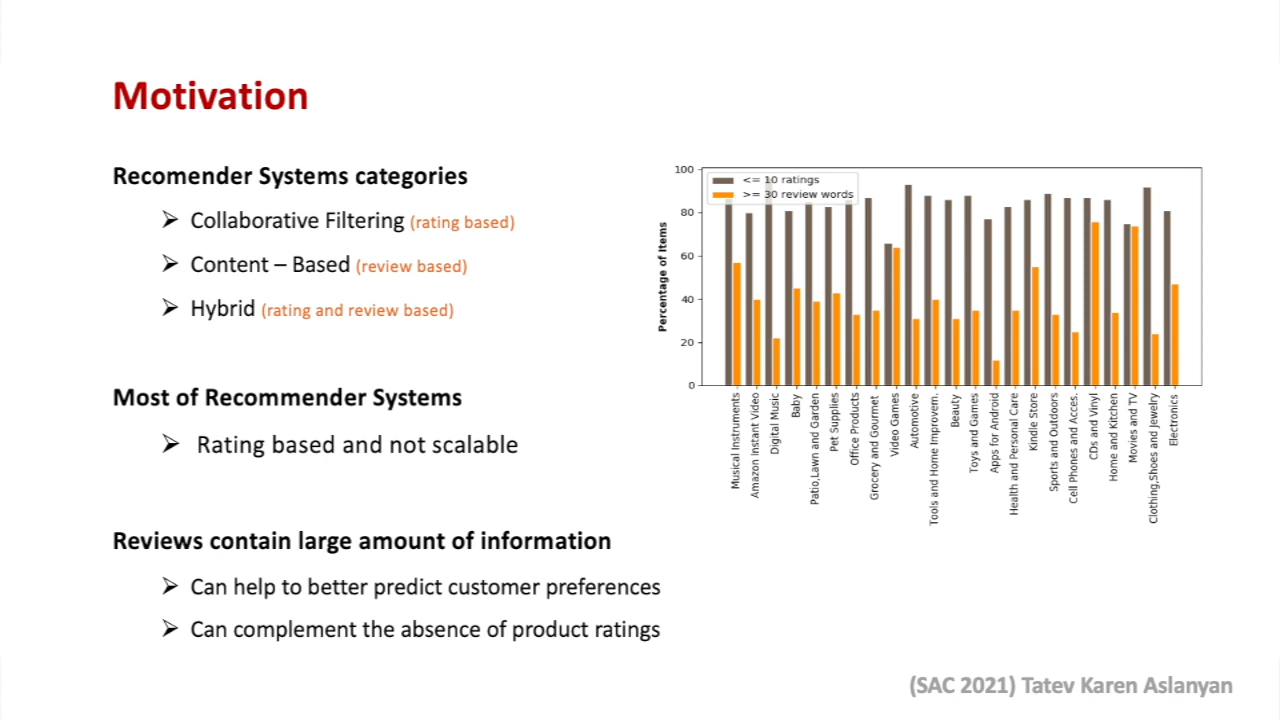 Motivation
Recomender Systems categories
➢ Collaborative Filtering (rating based)
➢ Content – Based (review based)
➢ Hybrid (rating and review based)
Most of Recommender Systems
➢ Rating based and not scalable
Reviews contain large amount of information
➢ Can help to better predict customer preferences
➢ Can complement the absence of product ratings
<= 10 ratings
>= 30 review words
Percentage of Items
100
80
60
40
20
0
Musical Instruments
Amazon Instant Video
Digital Music
Baby
Patio,Lawn and Garden
Pet Supplies
Office Products
Grocery and Gourmet
Video Games
Automotive
Tools and Home Improvem.
Beauty
Toys and Games
Apps for Android
Health and Personal Care
Kindle Store
Sports and Outdoors
Cell Phones and Acces.
CDs and Vinyl
Home and Kitchen
Movies and TV
Clothing,Shoes and Jewelry
Electronics
(SAC 2021) Tatev Karen Aslanyan